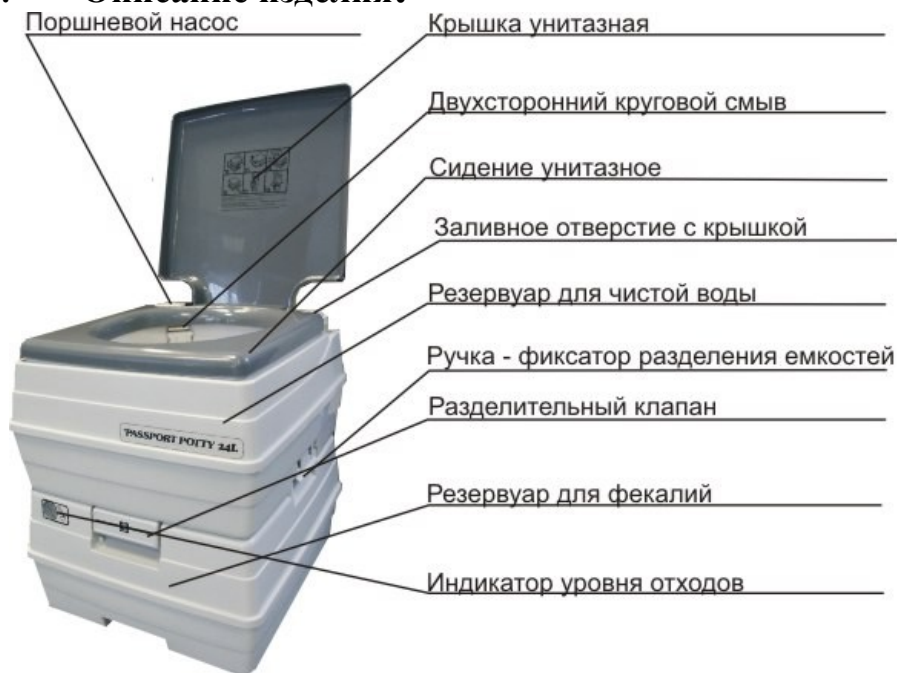 Описание изделия:
Поршневой насос
Крышка унитазная
Двухсторонний круговой смыв
Сидение унитазное
Заливное отверстие с крышкой
Резервуар для чистой воды
Ручка - фиксатор разделения емкостей
Разделительный клапан
PASSPORT POTTY 24L
Резервуар для фекалий
Индикатор уровня отходов